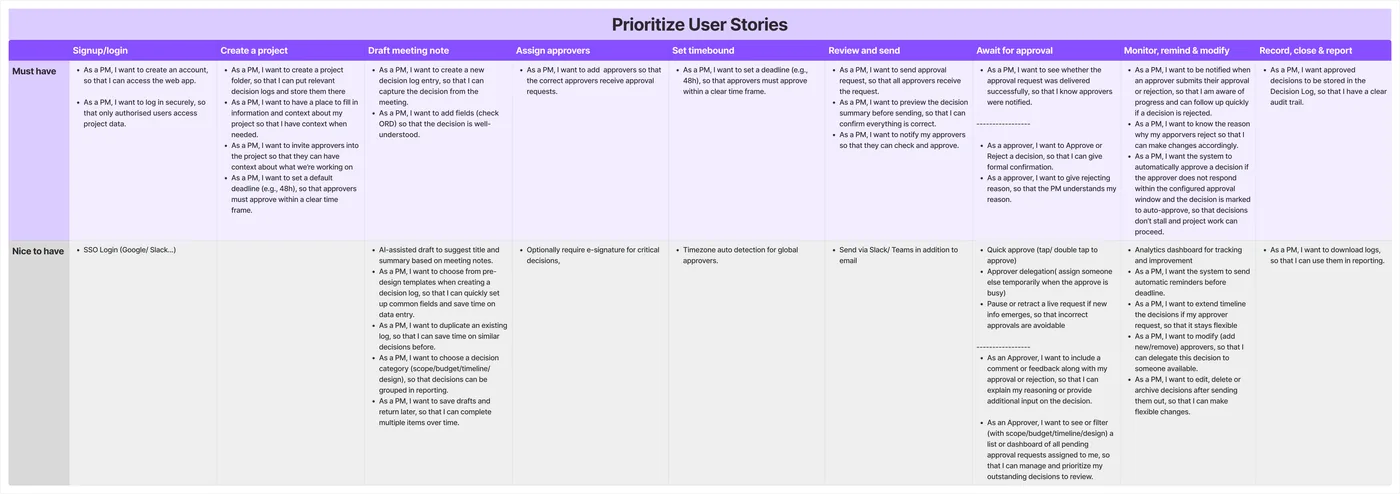 Prioritize User Stories
Signup/login
Create a project
Draft meeting note
Assign approvers
Set timebound
Review and send
Await for approval
Monitor, remind & modify
Record, close & report
Must have
• As a PM, I want to create an account,
so that I can access the web app.
• As a PM, I want to log in securely, so
that only authorised users access
project data.
• As a PM, I want to create a project
folder, so that I can put relevant
decision logs and store them there
• As a PM, I want to have a place to fill in
information and context about my
project so that I have context when
needed.
• As a PM, I want to invite approvers into
the project so that they can have
context about what we're working on
• As a PM, I want to set a default
deadline (e.g., 48h), so that approvers
must approve within a clear time
frame.
• As a PM, I want to create a new
decision log entry, so that I can
capture the decision from the
meeting.
• As a PM, I want to add fields (check
ORD) so that the decision is well-
understood.
• As a PM, I want to add approvers so that
the correct approvers receive approval
requests.
• As a PM, I want to set a deadline (e.g.,
48h), so that approvers must approve
within a clear time frame.
• As a PM, I want to send approval
request, so that all approvers receive
the request.
• As a PM, I want to preview the decision
summary before sending, so that I can
confirm everything is correct.
• As a PM, I want to notify my approvers
so that they can check and approve.
• As a PM, I want to see whether the
approval request was delivered
successfully, so that I know approvers
were notified.
-----------------
• As a approver, I want to Approve or
Reject a decision, so that I can give
formal confirmation.
• As a approver, I want to give rejecting
reason, so that the PM understands my
reason.
• As a PM, I want to be notified when
an approver submits their approval
or rejection, so that I am aware of
progress and can follow up quickly
if a decision is rejected.
• As a PM, I want to know the reason
why my apporvers reject so that I
can make changes accordingly.
• As a PM, I want the system to
automatically approve a decision if
the approver does not respond
within the configured approval
window and the decision is marked
to auto-approve, so that decisions
don't stall and project work can
proceed.
• As a PM, I want approved
decisions to be stored in the
Decision Log, so that I have a clear
audit trail.
Nice to have
• SSO Login (Google/ Slack...)
• AI-assisted draft to suggest title and
summary based on meeting notes.
• As a PM, I want to choose from pre-
design templates when creating a
decision log, so that I can quickly set
up common fields and save time on
data entry.
• As a PM, I want to duplicate an existing
log, so that I can save time on similar
decisions before.
• As a PM, I want to choose a decision
category (scope/budget/timeline/
design), so that decisions can be
grouped in reporting.
• As a PM, I want to save drafts and
return later, so that I can complete
multiple items over time.
• Optionally require e-signature for critical
decisions,
• Timezone auto detection for global
approvers.
• Send via Slack/ Teams in addition to
email
• Quick approve (tap/ double tap to
approve)
• Approver delegation( assign someone
else temporarily when the approve is
busy)
• Pause or retract a live request if new
info emerges, so that incorrect
approvals are avoidable
-----------------
• As an Approver, I want to include a
comment or feedback along with my
approval or rejection, so that I can
explain my reasoning or provide
additional input on the decision.
• As an Approver, I want to see or filter
(with scope/budget/timeline/design) a
list or dashboard of all pending
approval requests assigned to me, so
that I can manage and prioritize my
outstanding decisions to review.
• Analytics dashboard for tracking
and improvement
• As a PM, I want the system to send
automatic reminders before
deadline.
• As a PM, I want to extend timeline
the decisions if my approver
request, so that it stays flexible
• As a PM, I want to modify (add
new/remove) approvers, so that I
can delegate this decision to
someone available.
• As a PM, I want to edit, delete or
archive decisions after sending
them out, so that I can make
flexible changes.
• As a PM, I want to download logs,
so that I can use them in reporting.